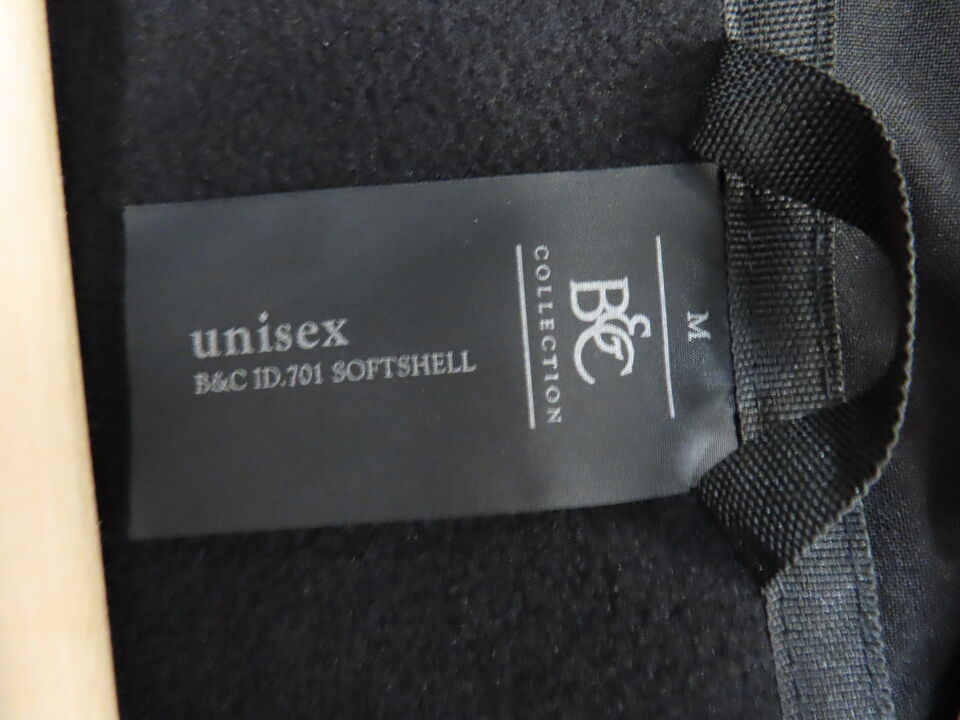 M
B&C
COLLECTION
unisex
B&C ID.701 SOFTSHELL